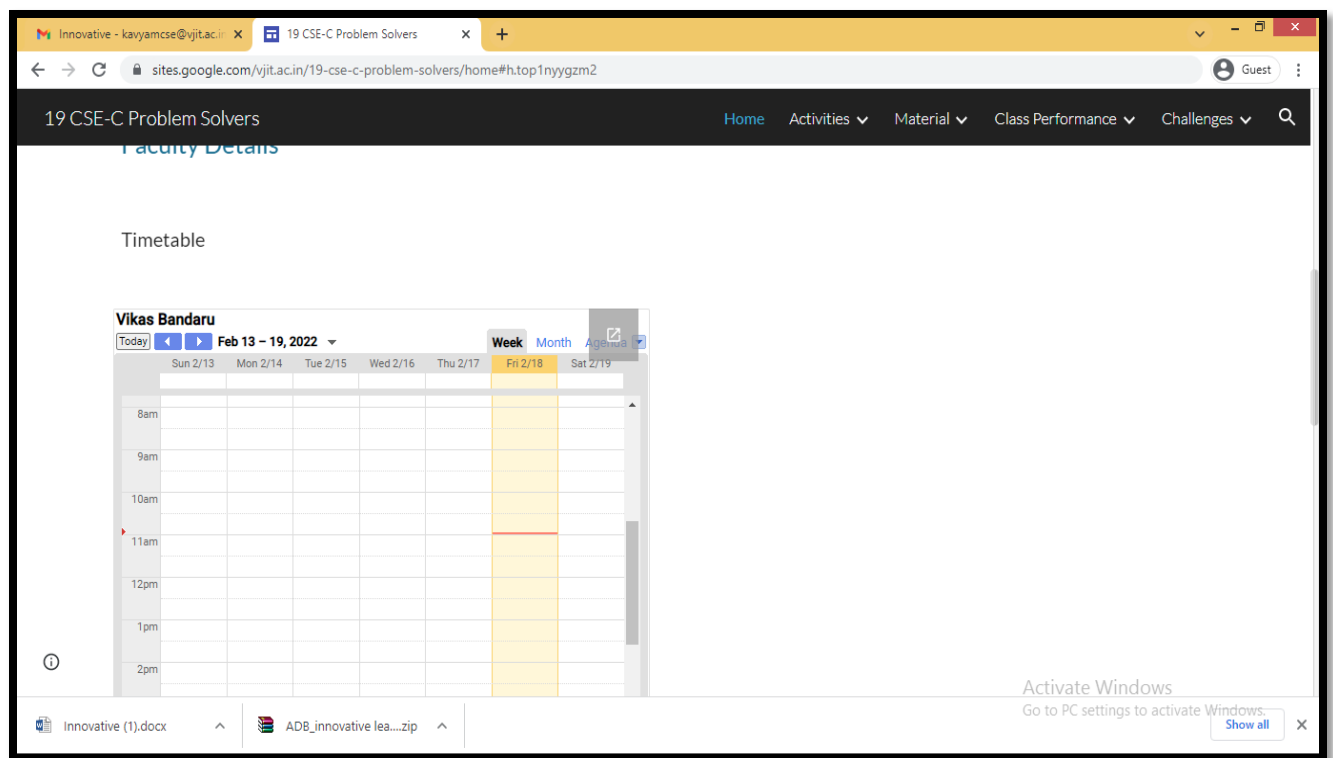 Innovative - kavyamcse@vjit.ac.in
19 CSE-C Problem Solvers
sites.google.com/vjit.ac.in/19-cse-c-problem-solvers/home#h.top1nyygzm2
Guest
19 CSE-C Problem Solvers
Home Activities Material Class Performance Challenges
Faculty Details
Timetable
Vikas Bandaru
Today Feb 13 – 19, 2022 Week Month Agenda
Sun 2/13 Mon 2/14 Tue 2/15 Wed 2/16 Thu 2/17 Fri 2/18 Sat 2/19
8am
9am
10am
11am
12pm
1pm
2pm
Activate Windows
Go to PC settings to activate Windows.
Innovative (1).docx ADB_innovative lea....zip Show all